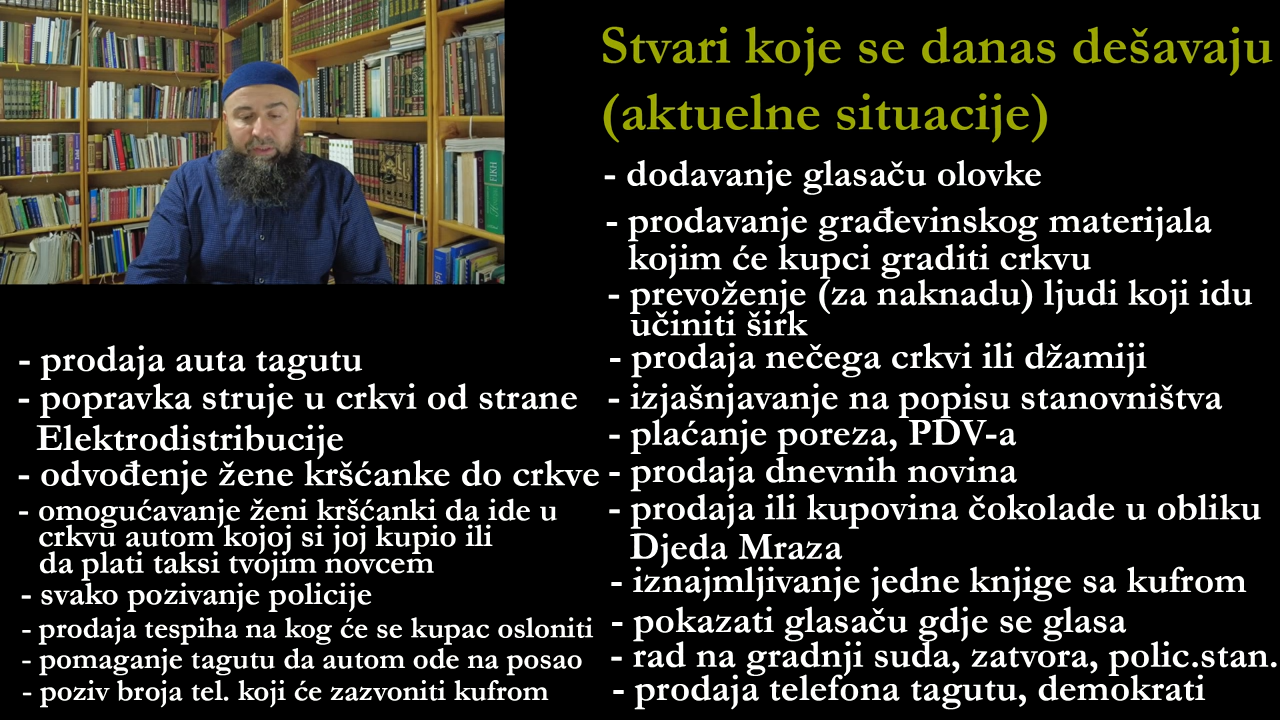 Stvari koje se danas dešavaju
(aktuelne situacije)
- dodavanje glasaču olovke
- prodavanje građevinskog materijala
kojim će kupci graditi crkvu
- prevoženje (za naknadu) ljudi koji idu
učiniti širk
- prodaja nečega crkvi ili džamiji
- izjašnjavanje na popisu stanovništva
- plaćanje poreza, PDV-a
- prodaja dnevnih novina
- prodaja ili kupovina čokolade u obliku
Djeda Mraza
- iznajmljivanje jedne knjige sa kufrom
- pokazati glasaču gdje se glasa
- rad na gradnji suda, zatvora, polic.stan.
- prodaja telefona tagutu, demokrati
- prodaja auta tagutu
- popravka struje u crkvi od strane
Elektrodistribucije
- odvođenje žene kršćanke do crkve
- omogućavanje ženi kršćanki da ide u
crkvu autom kojoj si joj kupio ili
da plati taksi tvojim novcem
- svako pozivanje policije
- prodaja tespiha na kog će se kupac osloniti
- pomaganje tagutu da autom ode na posao
- poziv broja tel. koji će zazvoniti kufrom
FIKH